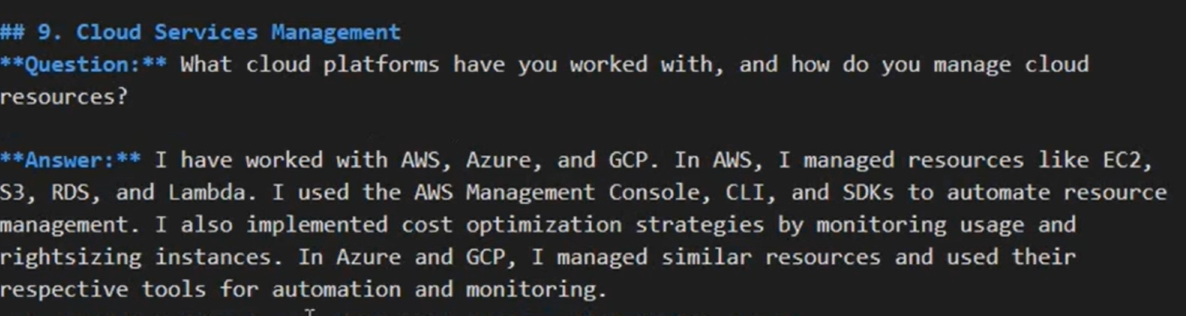 ## 9. Cloud Services Management
**Question:** What cloud platforms have you worked with, and how do you manage cloud
resources?
**Answer:** I have worked with AWS, Azure, and GCP. In AWS, I managed resources like EC2,
S3, RDS, and Lambda. I used the AWS Management Console, CLI, and SDKs to automate resource
management. I also implemented cost optimization strategies by monitoring usage and
rightsizing instances. In Azure and GCP, I managed similar resources and used their
respective tools for automation and monitoring.